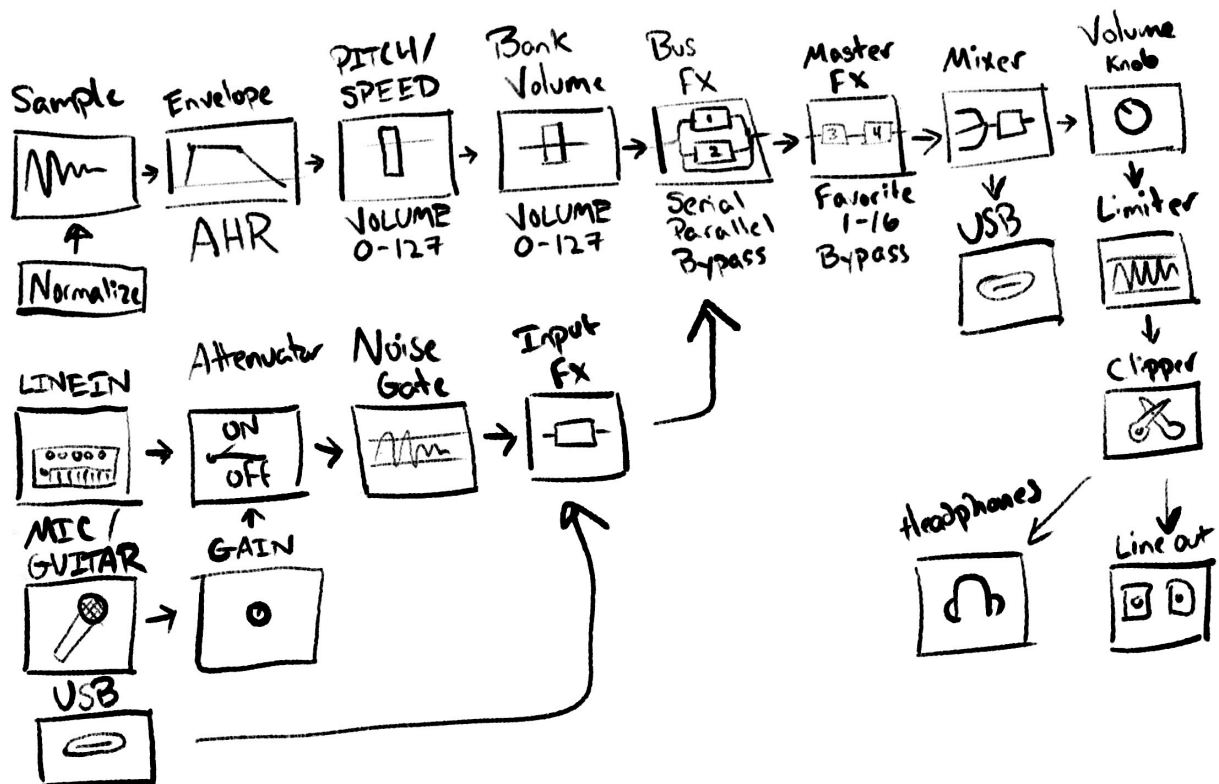 Sample
Envelope
AHR
PITCH/
SPEED
VOLUME
0-127
Bank
Volume
VOLUME
0-127
Bus
FX
1
2
Serial
Parallel
Bypass
Master
FX
3 4
Favorite
1-16
Bypass
Mixer
USB
Volume
Knob
Limiter
Clipper
Headphones
Line out
Normalize
LINE IN
Attenuator
ON
OFF
Noise
Gate
Input
FX
MIC/
GUITAR
GAIN
USB